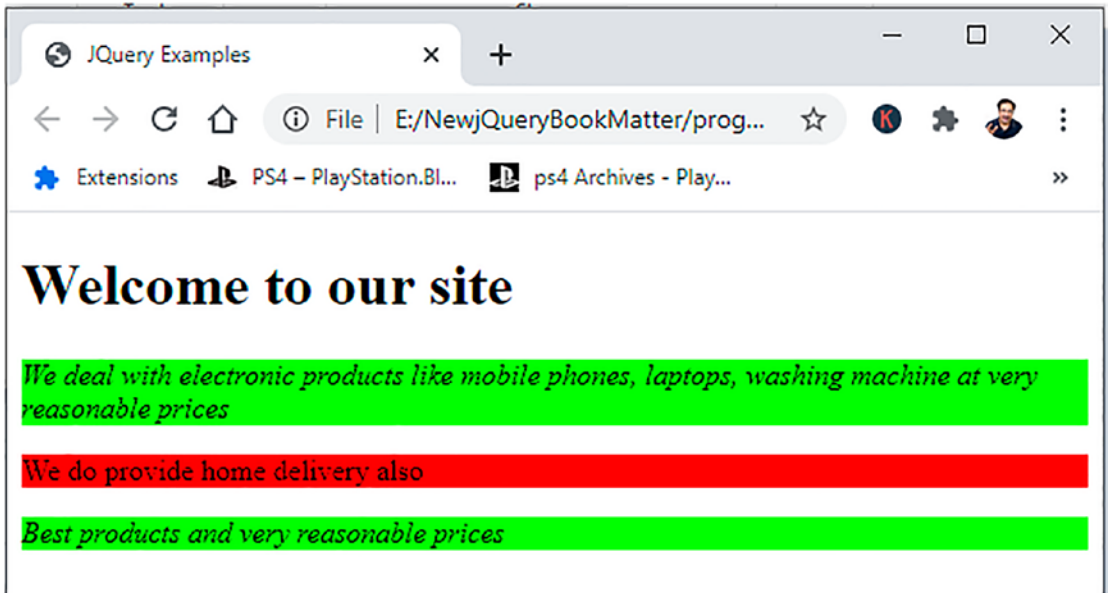 JQuery Examples
File E:/NewjQueryBookMatter/prog...
K
Extensions PS4 – PlayStation.Bl... ps4 Archives - Play...
Welcome to our site
We deal with electronic products like mobile phones, laptops, washing machine at very
reasonable prices
We do provide home delivery also
Best products and very reasonable prices